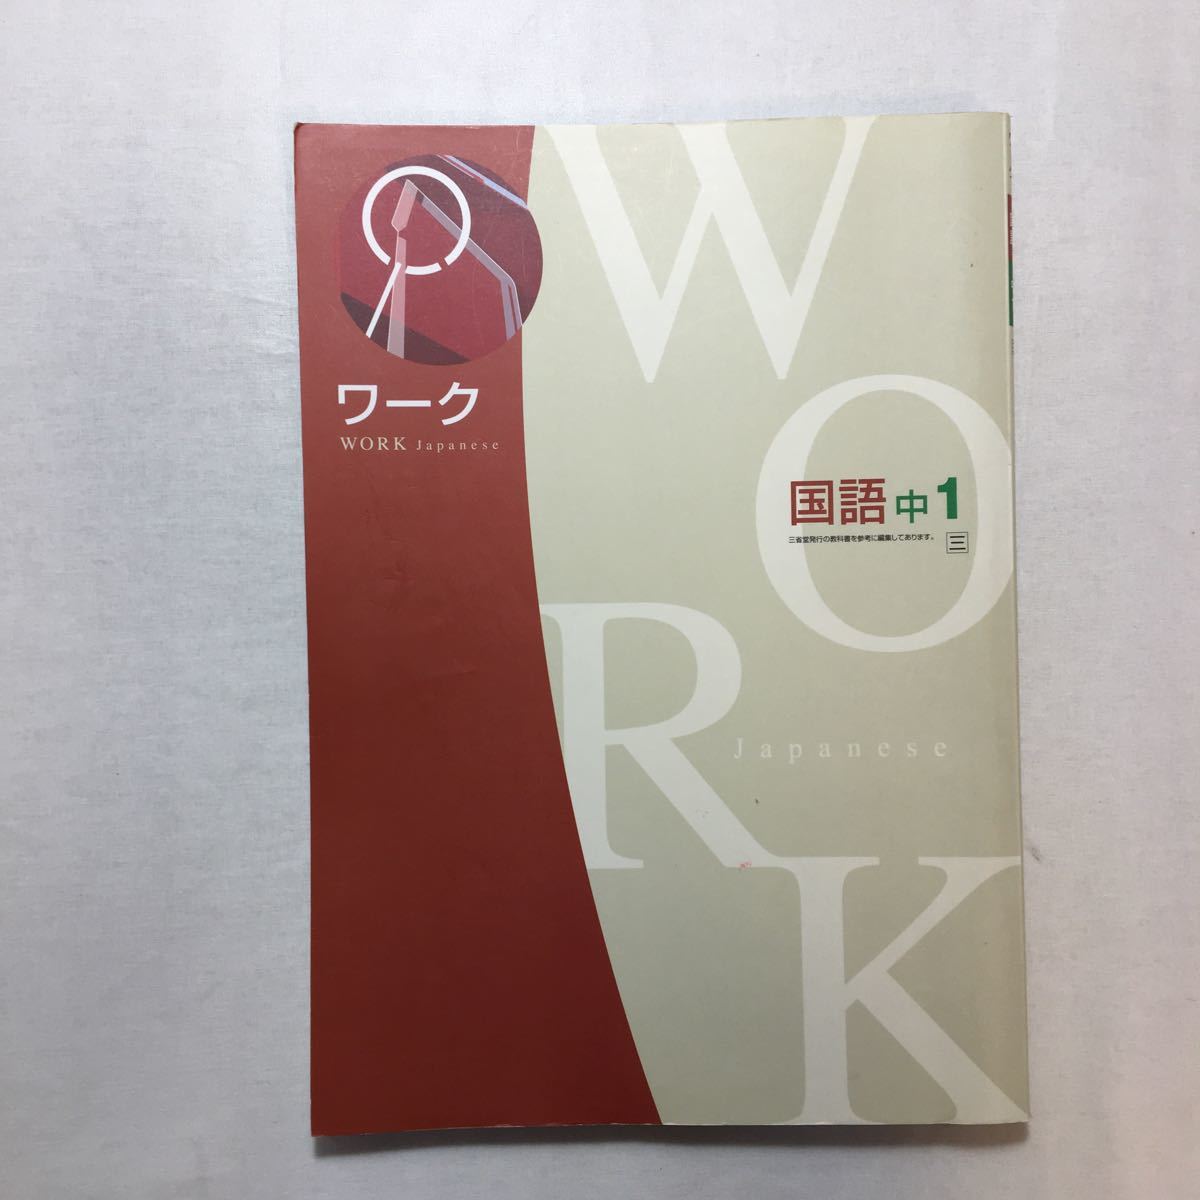 ワーク
WORK Japanese
W
O
R
K
国語 中1
三省堂発行の教科書を参考に編集してあります。
三
Japanese